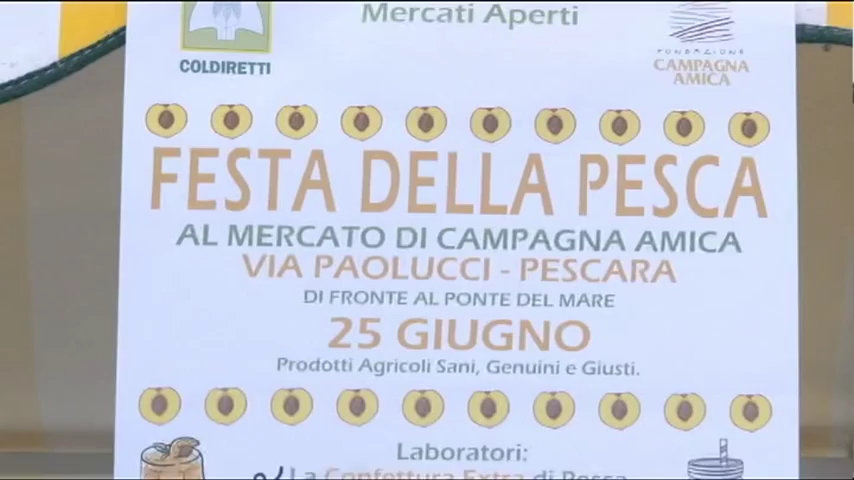 Mercati Aperti
COLDIRETTI
FONDAZIONE
CAMPAGNA
AMICA
FESTA DELLA PESCA
AL MERCATO DI CAMPAGNA AMICA
VIA PAOLUCCI - PESCARA
DI FRONTE AL PONTE DEL MARE
25 GIUGNO
Prodotti Agricoli Sani, Genuini e Giusti.
Laboratori:
La Confettura Extra di Pesca